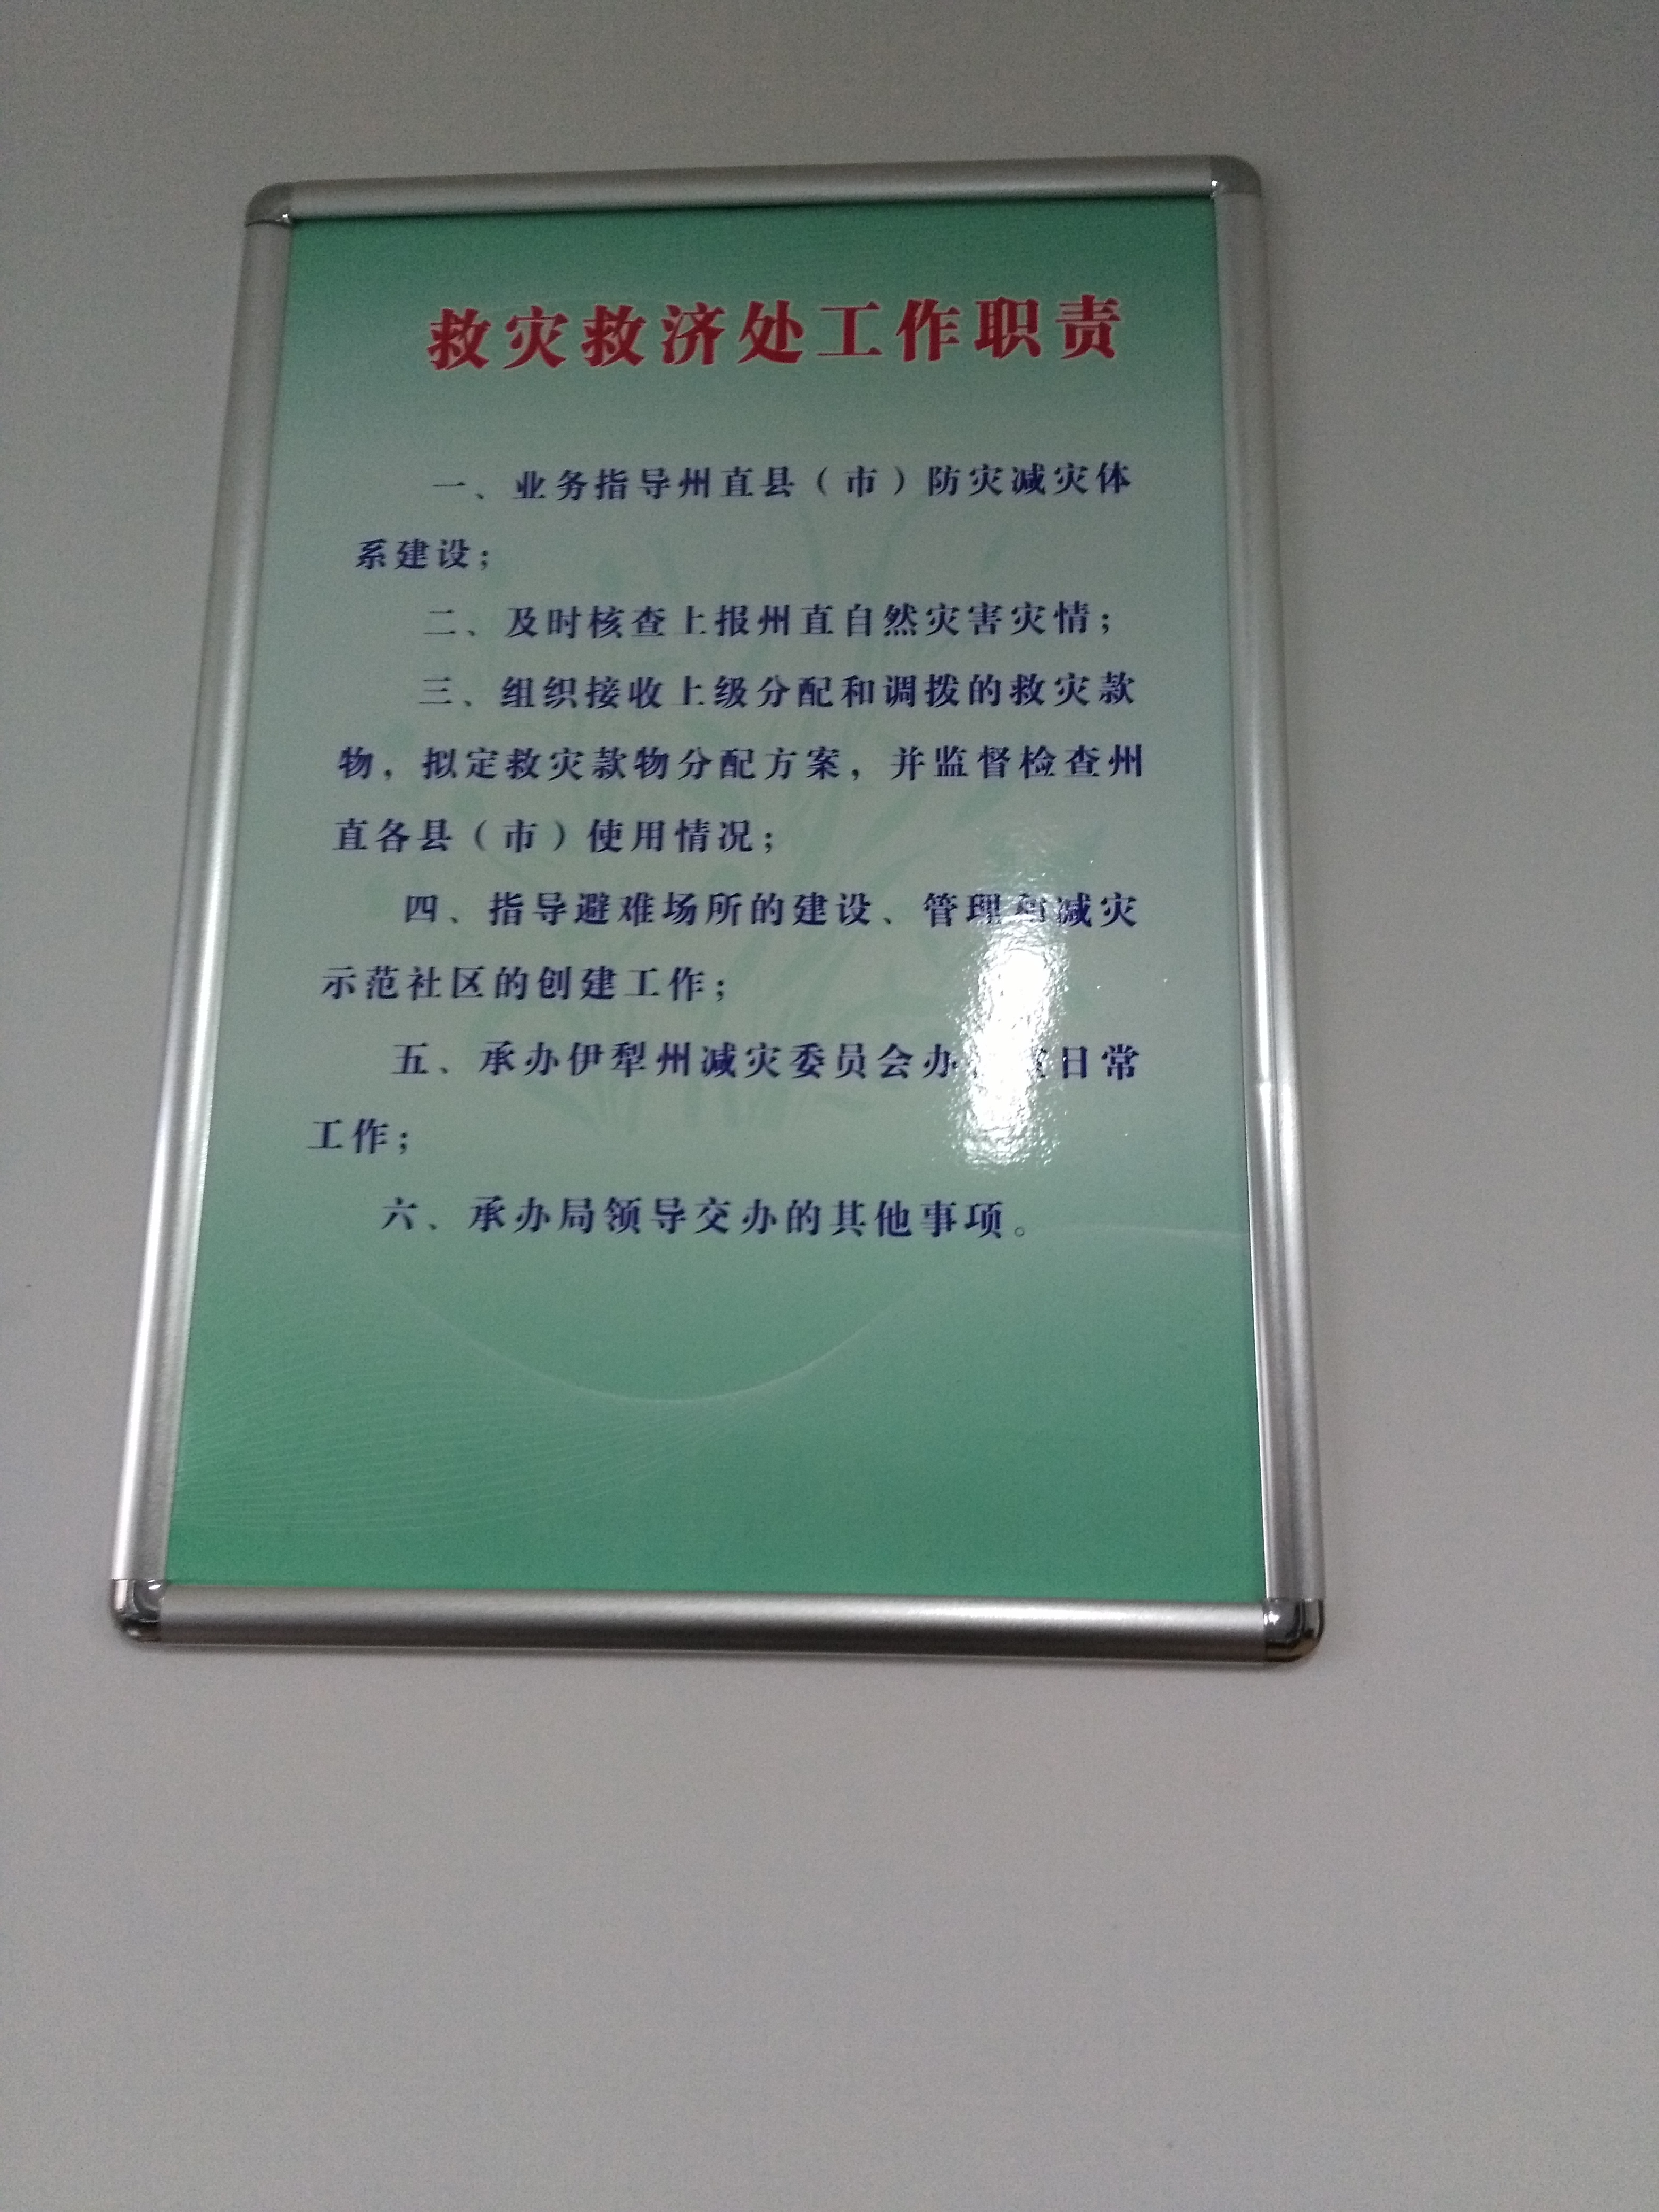 救灾救济处工作职责
一、业务指导州直县（市）防灾减灾体
系建设；
二、及时核查上报州直自然灾害灾情；
三、组织接收上级分配和调拨的救灾款
物，拟定救灾款物分配方案，并监督检查州
直各县（市）使用情况；
四、指导避难场所的建设、管理和减灾
示范社区的创建工作；
五、承办伊犁州减灾委员会办 日常
工作；
六、承办局领导交办的其他事项。